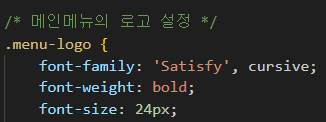 /* 메인메뉴의 로고 설정 */
.menu-logo {
    font-family: 'Satisfy', cursive;
    font-weight: bold;
    font-size: 24px;